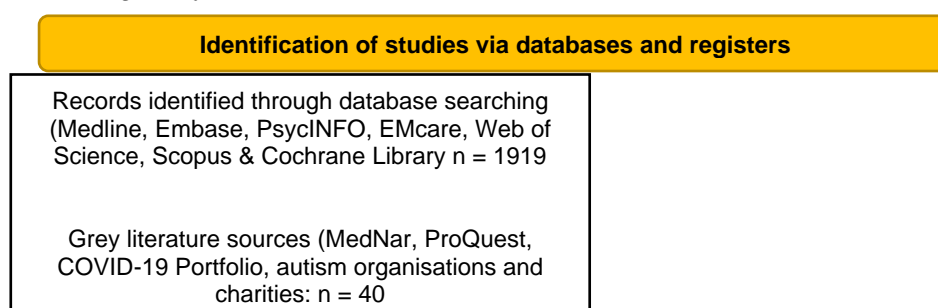 Identification of studies via databases and registers
Records identified through database searching
(Medline, Embase, PsycINFO, EMcare, Web of
Science, Scopus & Cochrane Library n = 1919
Grey literature sources (MedNar, ProQuest,
COVID-19 Portfolio, autism organisations and
charities: n = 40